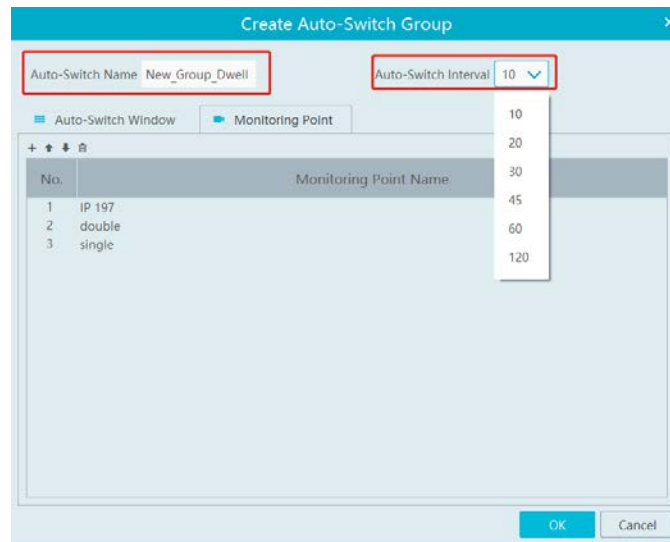 Create Auto-Switch Group
Auto-Switch Name New_Group_Dwell Auto-Switch Interval 10
Auto-Switch Window Monitoring Point
No. Monitoring Point Name
1 IP 197
2 double
3 single
10
20
30
45
60
120
OK Cancel